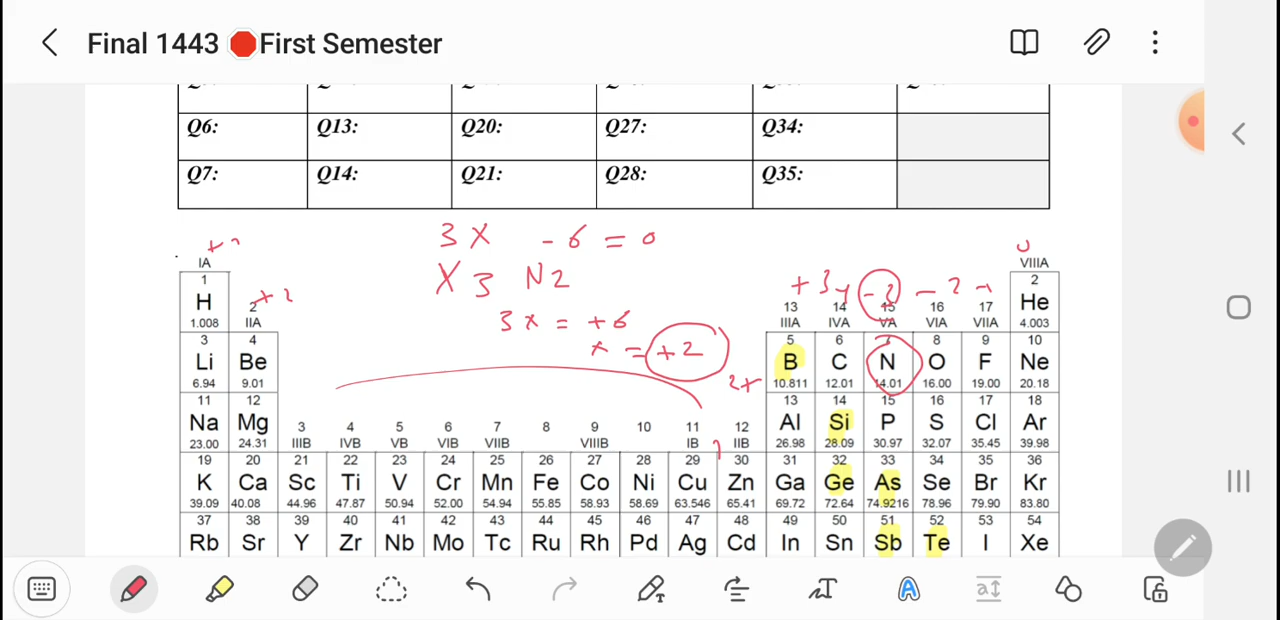 Final 1443 🛑First Semester
Q6: Q13: Q20: Q27: Q34:
Q7: Q14: Q21: Q28: Q35:
3X - 6 = 0
X3 N2
3x = +6
x = +2
+3 -3 - 2
+2
2+
IA VIIIA
1 2 13 14 15 16 17 2
H IIA IIIA IVA VA VIA VIIA He
1.008 4.003
3 4 5 6 7 8 9 10
Li Be B C N O F Ne
6.94 9.01 10.811 12.01 14.01 16.00 19.00 20.18
11 12 13 14 15 16 17 18
Na Mg Al Si P S Cl Ar
3 4 5 6 7 8 9 10 11 12
23.00 24.31 IIIB IVB VB VIB VIIB VIIIB IB IIB 26.98 28.09 30.97 32.07 35.45 39.98
19 20 21 22 23 24 25 26 27 28 29 30 31 32 33 34 35 36
K Ca Sc Ti V Cr Mn Fe Co Ni Cu Zn Ga Ge As Se Br Kr
39.09 40.08 44.96 47.87 50.94 52.00 54.94 55.85 58.93 58.69 63.546 65.41 69.72 72.64 74.9216 78.96 79.90 83.80
37 38 39 40 41 42 43 44 45 46 47 48 49 50 51 52 53 54
Rb Sr Y Zr Nb Mo Tc Ru Rh Pd Ag Cd In Sn Sb Te I Xe